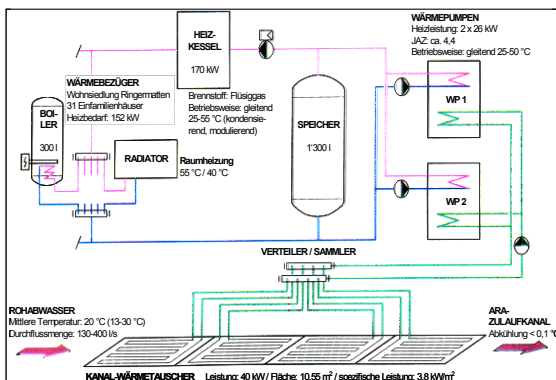 HEIZ-
KESSEL
170 kW
Brennstoff: Flüssiggas
Betriebsweise: gleitend
25-55 °C (kondensie-
rend, modulierend)
WÄRMEPUMPEN
Heizleistung: 2 x 26 kW
JAZ: ca. 4,4
Betriebsweise: gleitend 25-50 °C
WÄRMEBEZÜGER
Wohnsiedlung Ringermatten
31 Einfamilienhäuser
Heizbedarf: 152 kW
BOI-
LER
300 l
RADIATOR
Raumheizung
55 °C / 40 °C
SPEICHER
1'300 l
WP 1
WP 2
VERTEILER / SAMMLER
ROHABWASSER
Mittlere Temperatur: 20 °C (13-30 °C)
Durchflussmenge: 130-400 l/s
ARA-
ZULAUFKANAL
Abkühlung < 0,1 °C
KANAL-WÄRMETAUSCHER Leistung: 40 kW / Fläche: 10,55 m² / spezifische Leistung: 3,8 kW/m²